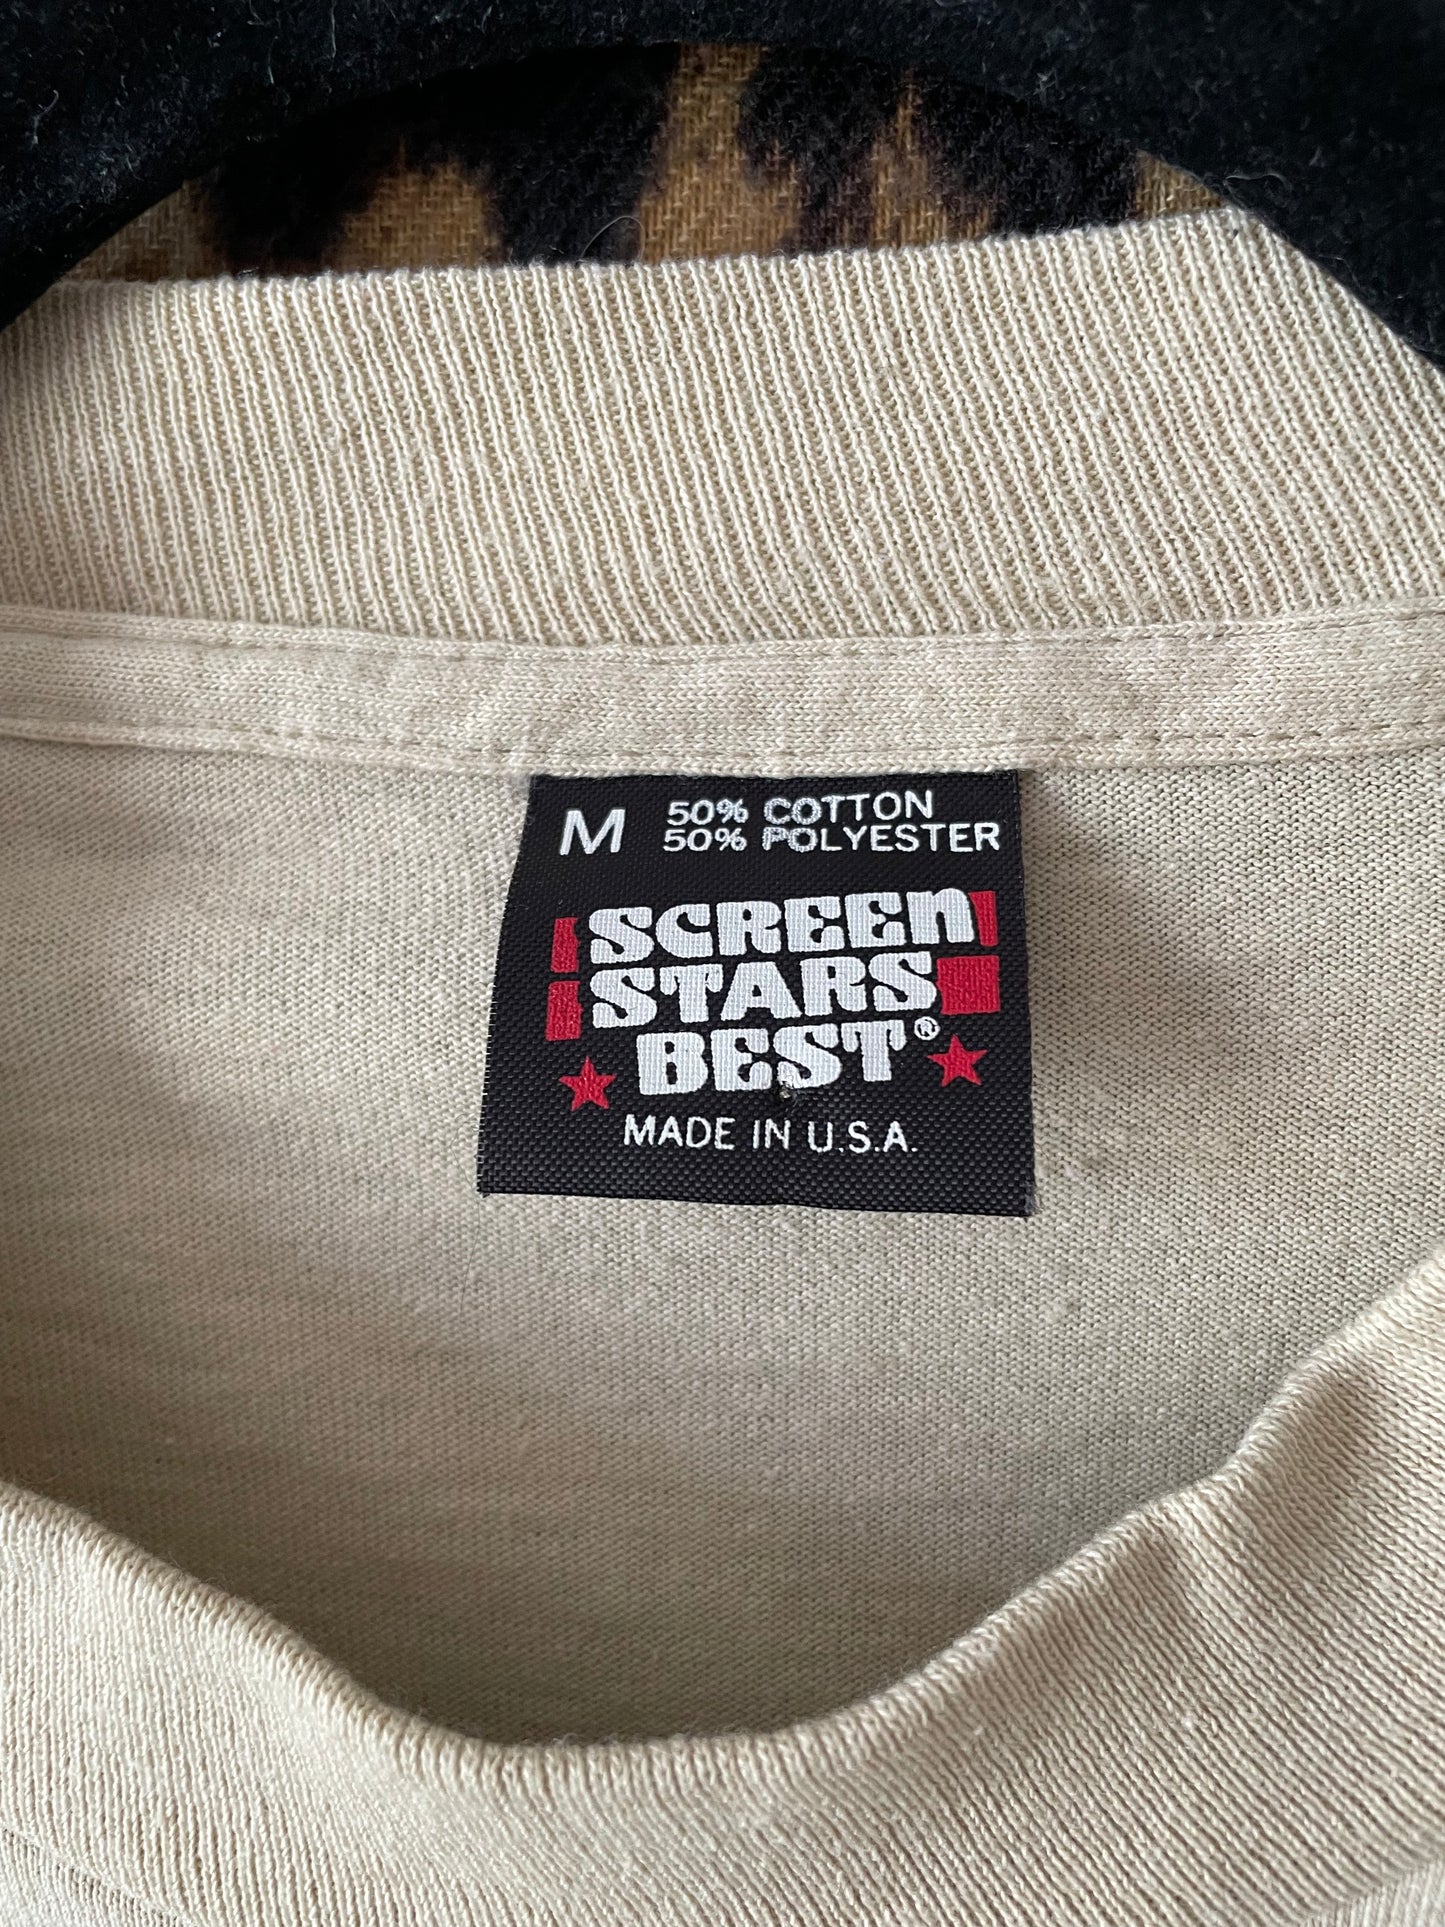 M 50% COTTON
50% POLYESTER
SCREEn
STARS
BEST®
MADE IN U.S.A.